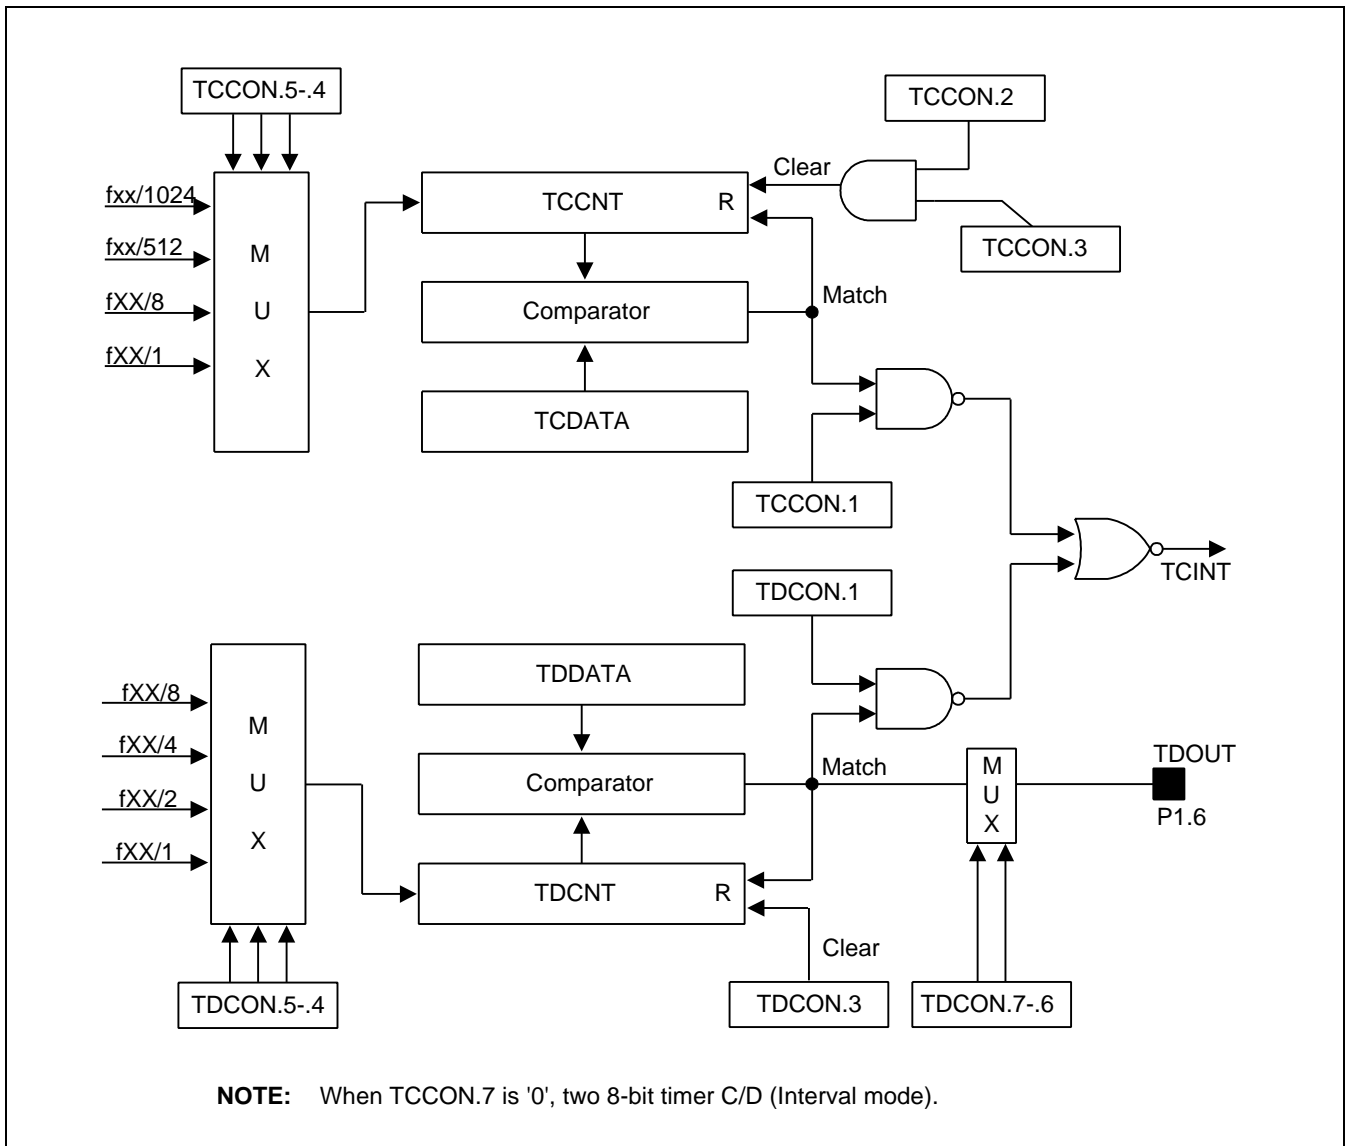 TCCON.5-.4
TCCON.2
fxx/1024
fxx/512
fXX/8
fXX/1
M
U
X
TCCNT
R
Clear
TCCON.3
Comparator
Match
TCDATA
TCCON.1
TCINT
TDCON.1
fXX/8
fXX/4
fXX/2
fXX/1
M
U
X
TDDATA
Comparator
Match
M
U
X
TDOUT
P1.6
TDCNT
R
Clear
TDCON.5-.4
TDCON.3
TDCON.7-.6
NOTE: When TCCON.7 is '0', two 8-bit timer C/D (Interval mode).